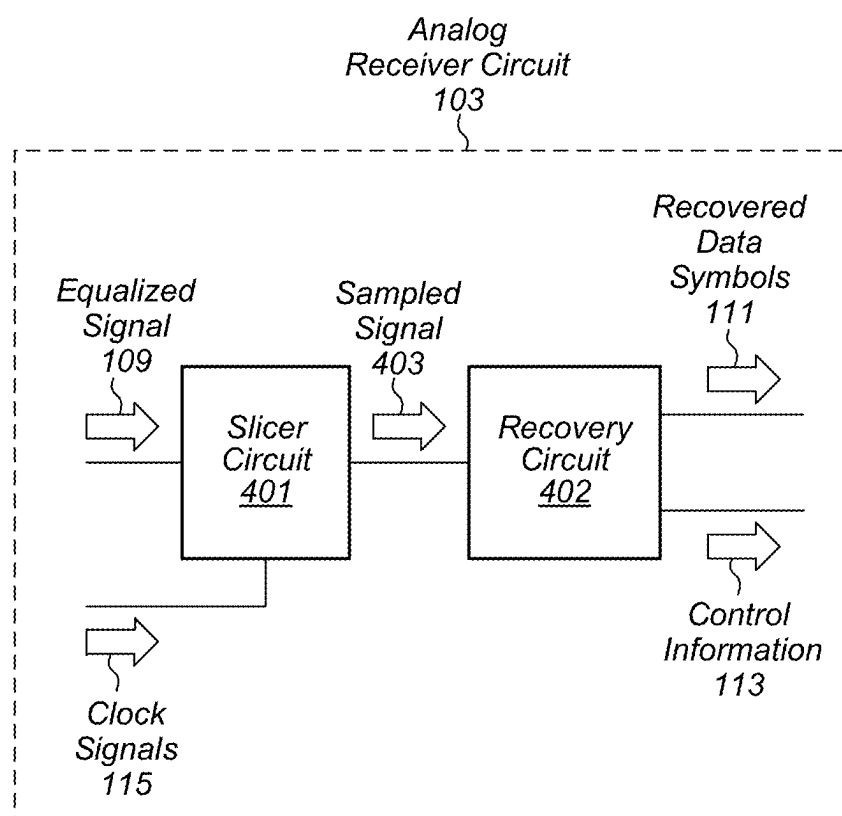 Analog
Receiver Circuit
103
Recovered
Data
Symbols
111
Equalized
Signal
109
Sampled
Signal
403
Slicer
Circuit
401
Recovery
Circuit
402
Clock
Signals
115
Control
Information
113